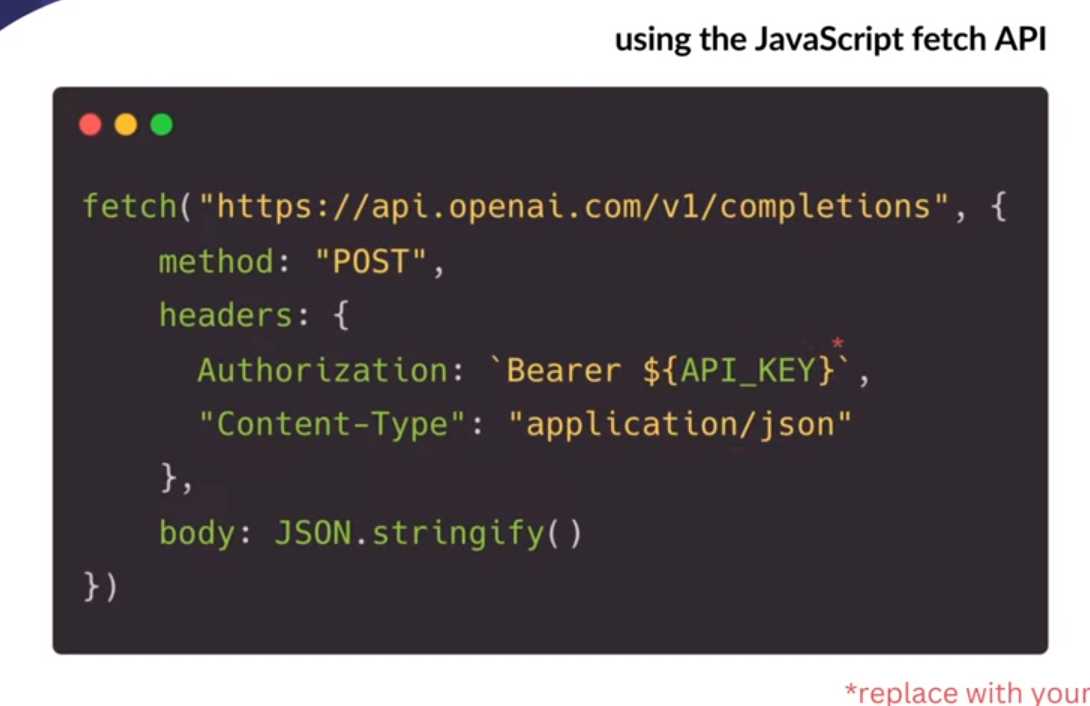 using the JavaScript fetch API
fetch("https://api.openai.com/v1/completions", {
    method: "POST",
    headers: {
      Authorization: `Bearer ${API_KEY}*`,
      "Content-Type": "application/json"
    },
    body: JSON.stringify()
})
*replace with your